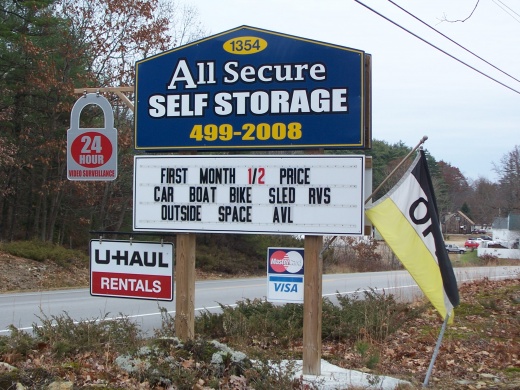 1354
All Secure
SELF STORAGE
499-2008
24
HOUR
VIDEO SURVEILLANCE
FIRST MONTH 1/2 PRICE
CAR BOAT BIKE SLED RVS
OUTSIDE SPACE AVL
U-HAUL
RENTALS
MasterCard
VISA
OP